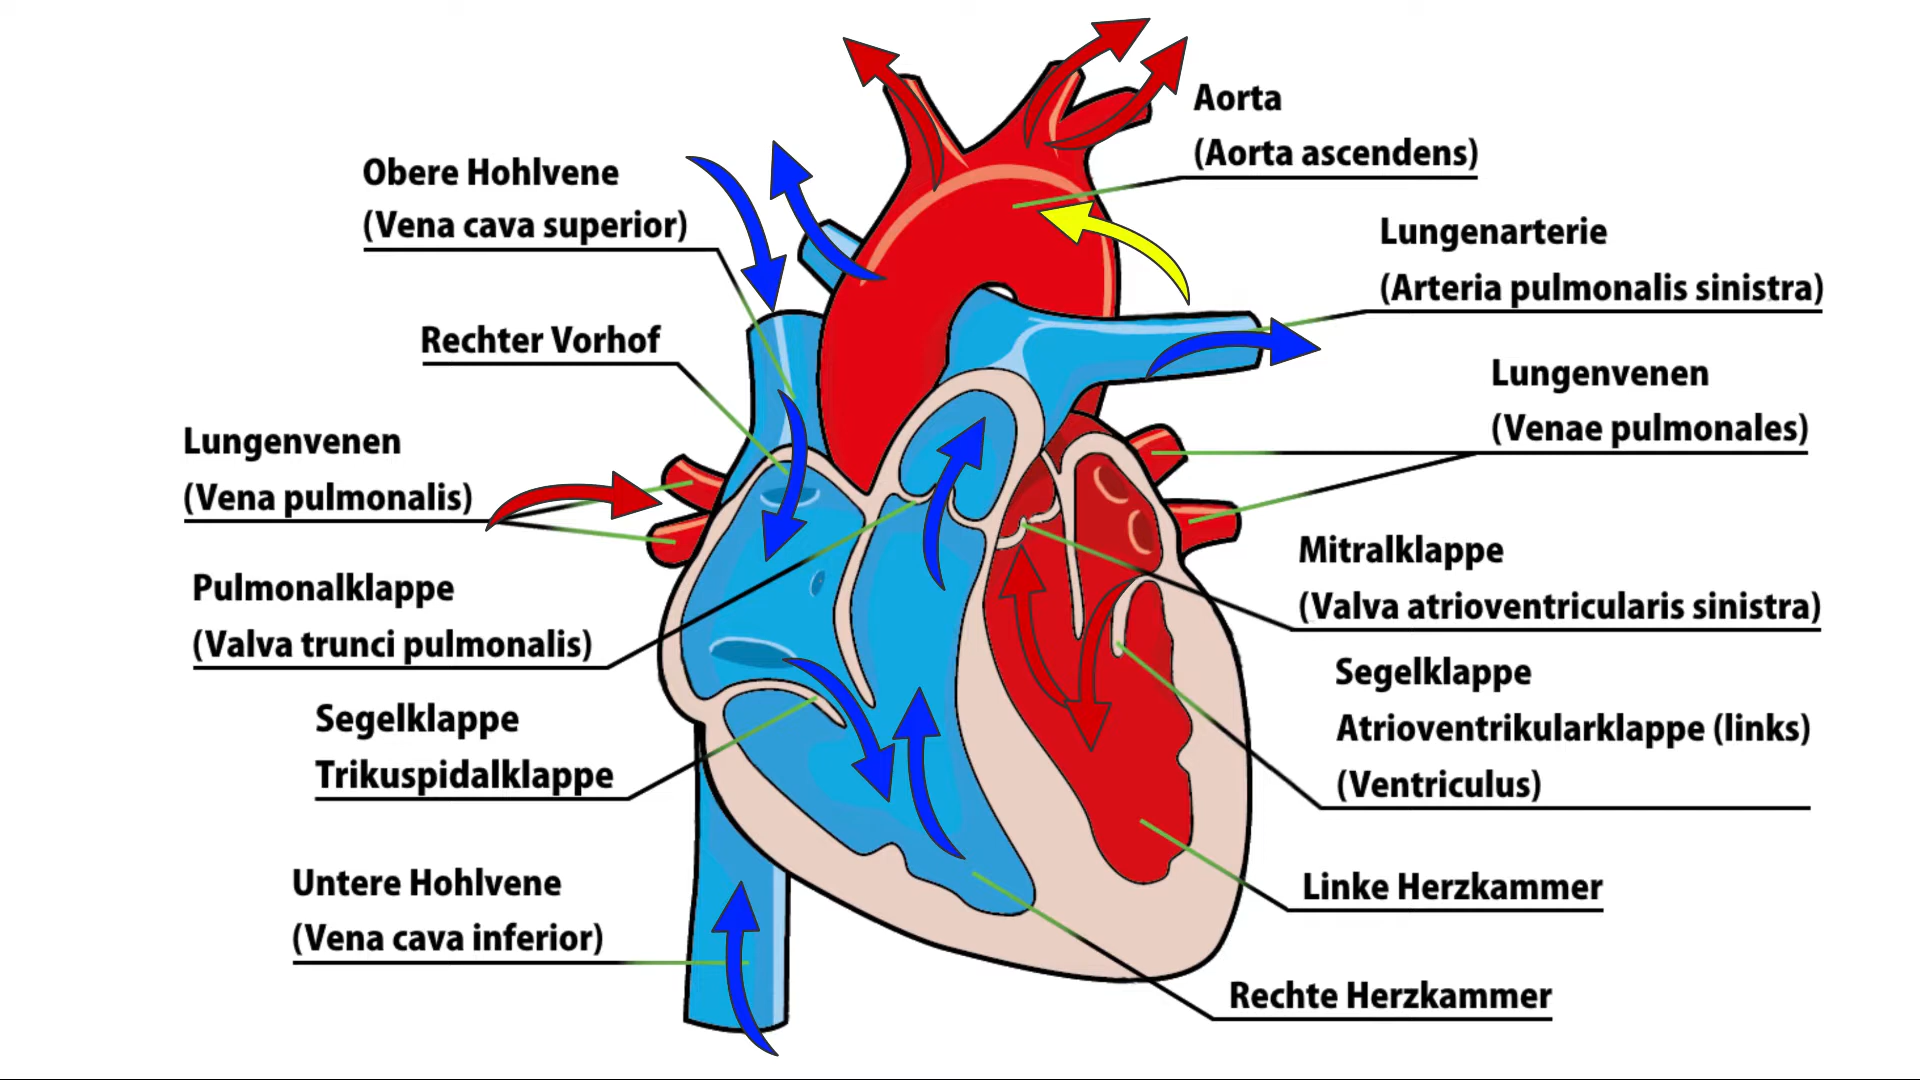 Obere Hohlvene
(Vena cava superior)
Rechter Vorhof
Lungenvenen
(Vena pulmonalis)
Pulmonalklappe
(Valva trunci pulmonalis)
Segelklappe
Trikuspidalklappe
Untere Hohlvene
(Vena cava inferior)
Aorta
(Aorta ascendens)
Lungenarterie
(Arteria pulmonalis sinistra)
Lungenvenen
(Venae pulmonales)
Mitralklappe
(Valva atrioventricularis sinistra)
Segelklappe
Atrioventrikularklappe (links)
(Ventriculus)
Linke Herzkammer
Rechte Herzkammer